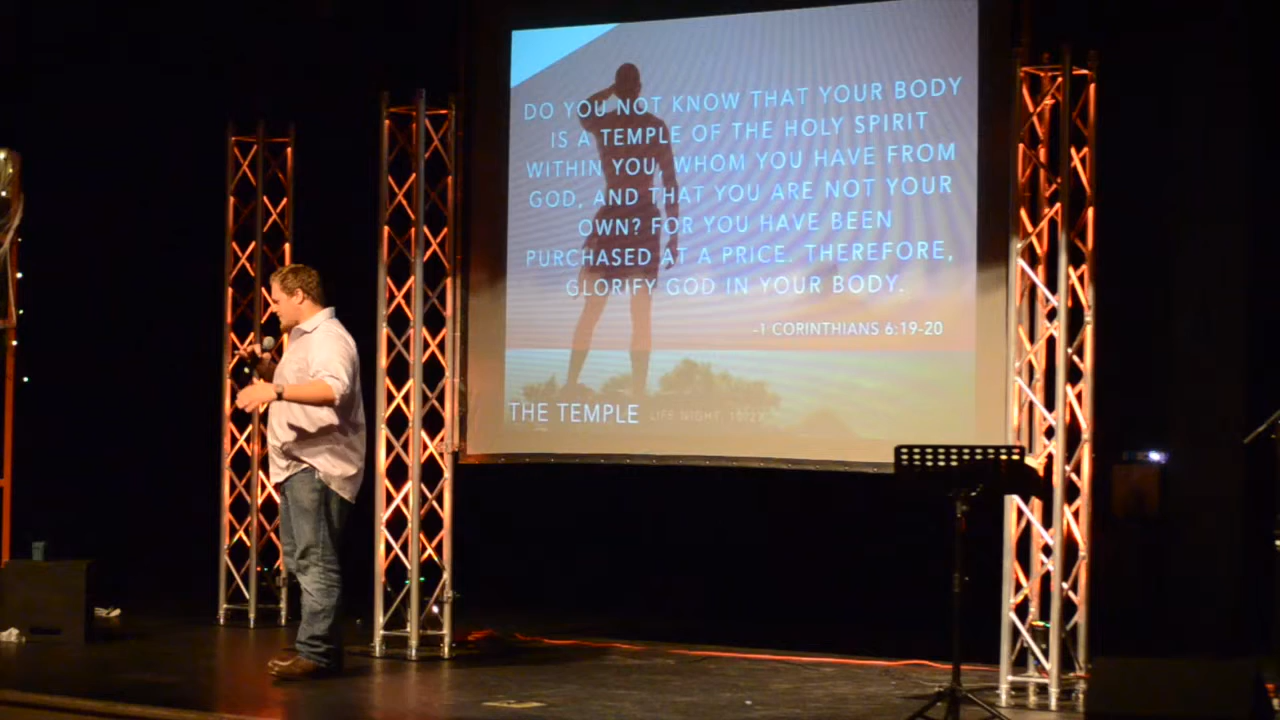 DO YOU NOT KNOW THAT YOUR BODY
IS A TEMPLE OF THE HOLY SPIRIT
WITHIN YOU, WHOM YOU HAVE FROM
GOD, AND THAT YOU ARE NOT YOUR
OWN? FOR YOU HAVE BEEN
PURCHASED AT A PRICE. THEREFORE,
GLORIFY GOD IN YOUR BODY.
-1 CORINTHIANS 6:19-20
THE TEMPLE LIFE NIGHT,